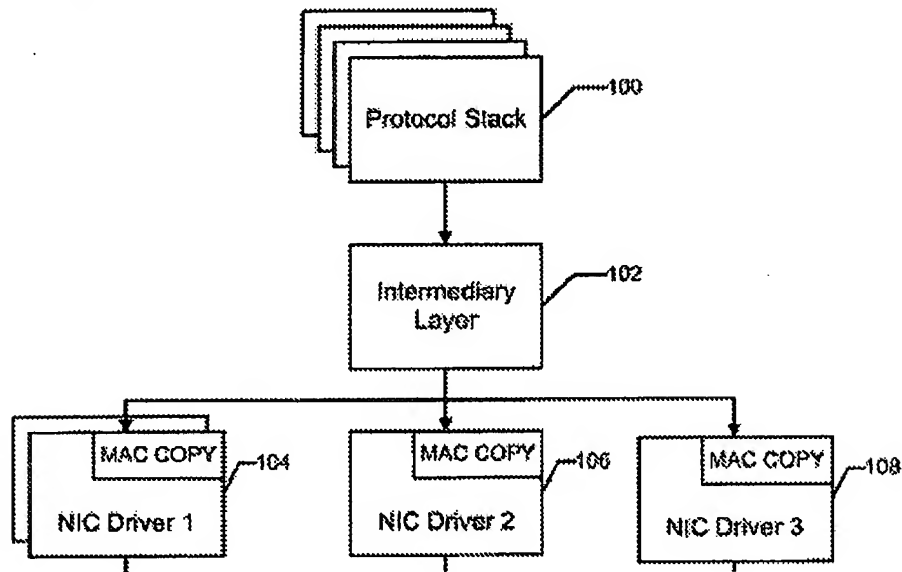 Protocol Stack
100
Intermediary
Layer
102
MAC COPY
NIC Driver 1
104
MAC COPY
NIC Driver 2
106
MAC COPY
NIC Driver 3
108